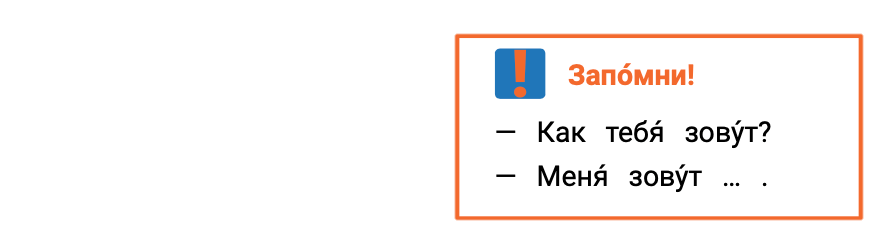 Запо́мни!
— Как тебя́ зову́т?
— Меня́ зову́т ... .